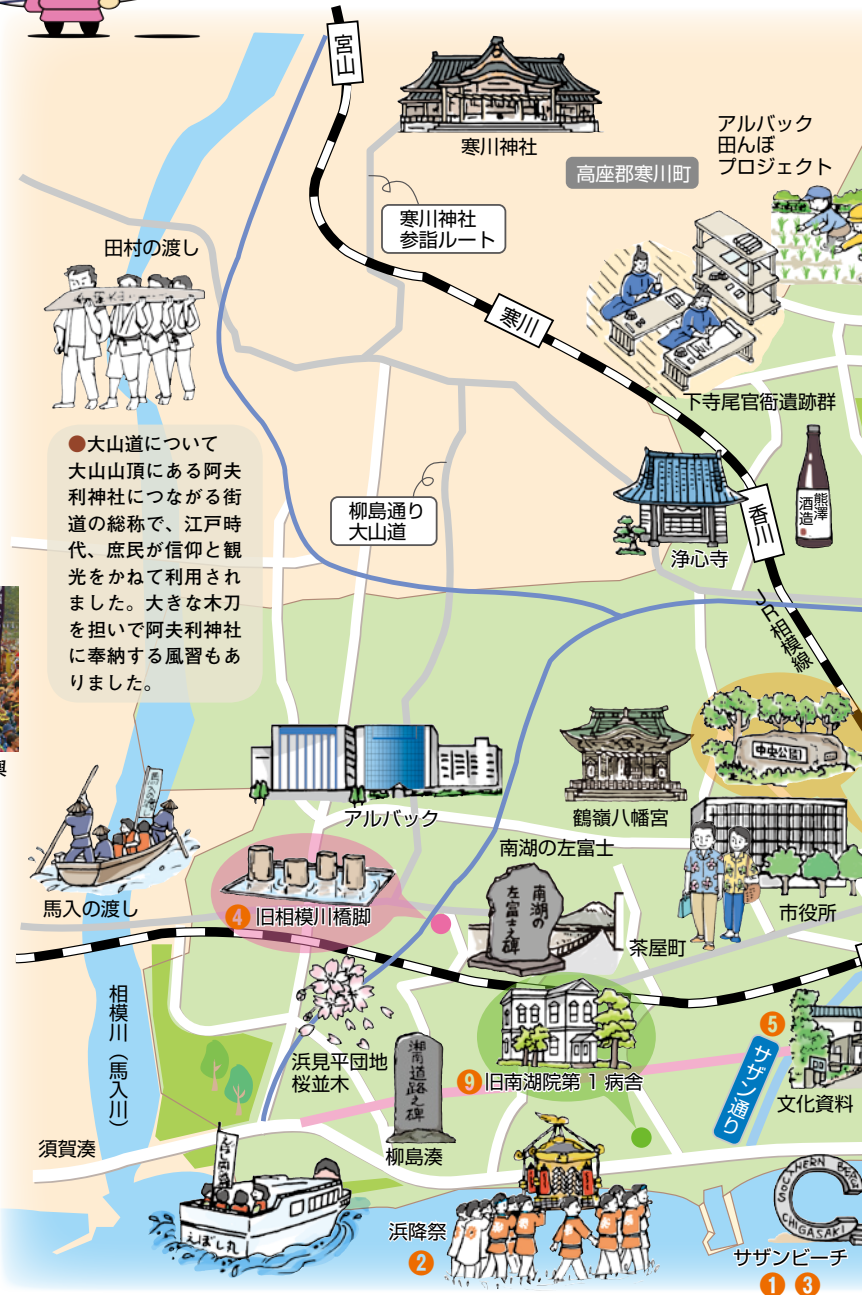 宮山
寒川神社
高座郡寒川町
アルバック
田んぼ
プロジェクト
寒川神社
参詣ルート
田村の渡し
寒川
下寺尾官衙遺跡群
●大山道について
大山山頂にある阿夫
利神社につながる街
道の総称で、江戸時
代、庶民が信仰と観
光をかねて利用され
ました。大きな木刀
を担いで阿夫利神社
に奉納する風習もあ
りました。
柳島通り
大山道
浄心寺
香川
熊澤
酒造
JR相模線
中央公園
アルバック
鶴嶺八幡宮
馬入の渡し
南湖の左富士
南湖の
左富士之碑
4 旧相模川橋脚
市役所
茶屋町
相模川（馬入川）
浜見平団地
桜並木
湘南道路之碑
柳島湊
9 旧南湖院第1病舎
5
サザン通り
文化資料
須賀湊
えぼし丸
浜降祭
2
SOUTHERN BEACH
CHIGASAKI
サザンビーチ
1 3